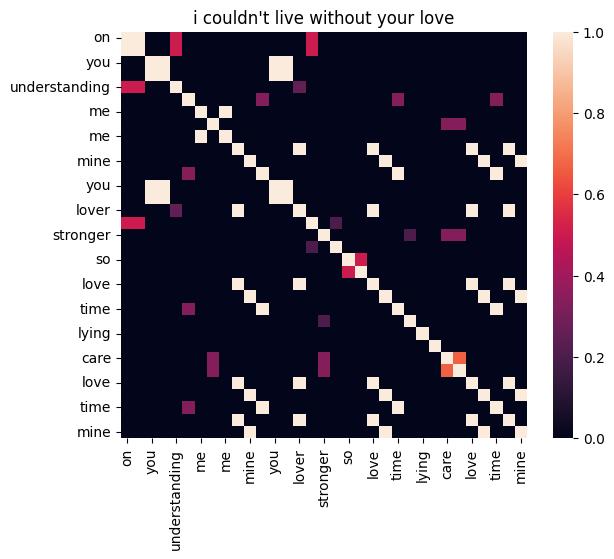 i couldn't live without your love
on
you
understanding
me
me
mine
you
lover
stronger
so
love
time
lying
care
love
time
mine
1.0
0.8
0.6
0.4
0.2
0.0
on
you
understanding
me
me
mine
you
lover
stronger
so
love
time
lying
care
love
time
mine